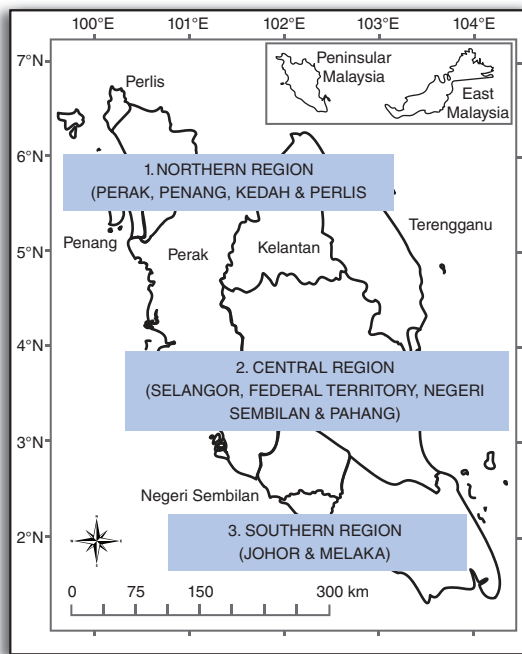 100°E 101°E 102°E 103°E 104°E
7°N
Perlis
Peninsular
Malaysia
East
Malaysia
6°N
1. NORTHERN REGION
(PERAK, PENANG, KEDAH & PERLIS
Terengganu
Penang
Perak
Kelantan
5°N
4°N
2. CENTRAL REGION
(SELANGOR, FEDERAL TERRITORY, NEGERI
SEMBILAN & PAHANG)
3°N
Negeri Sembilan
2°N
3. SOUTHERN REGION
(JOHOR & MELAKA)
0 75 150 300 km